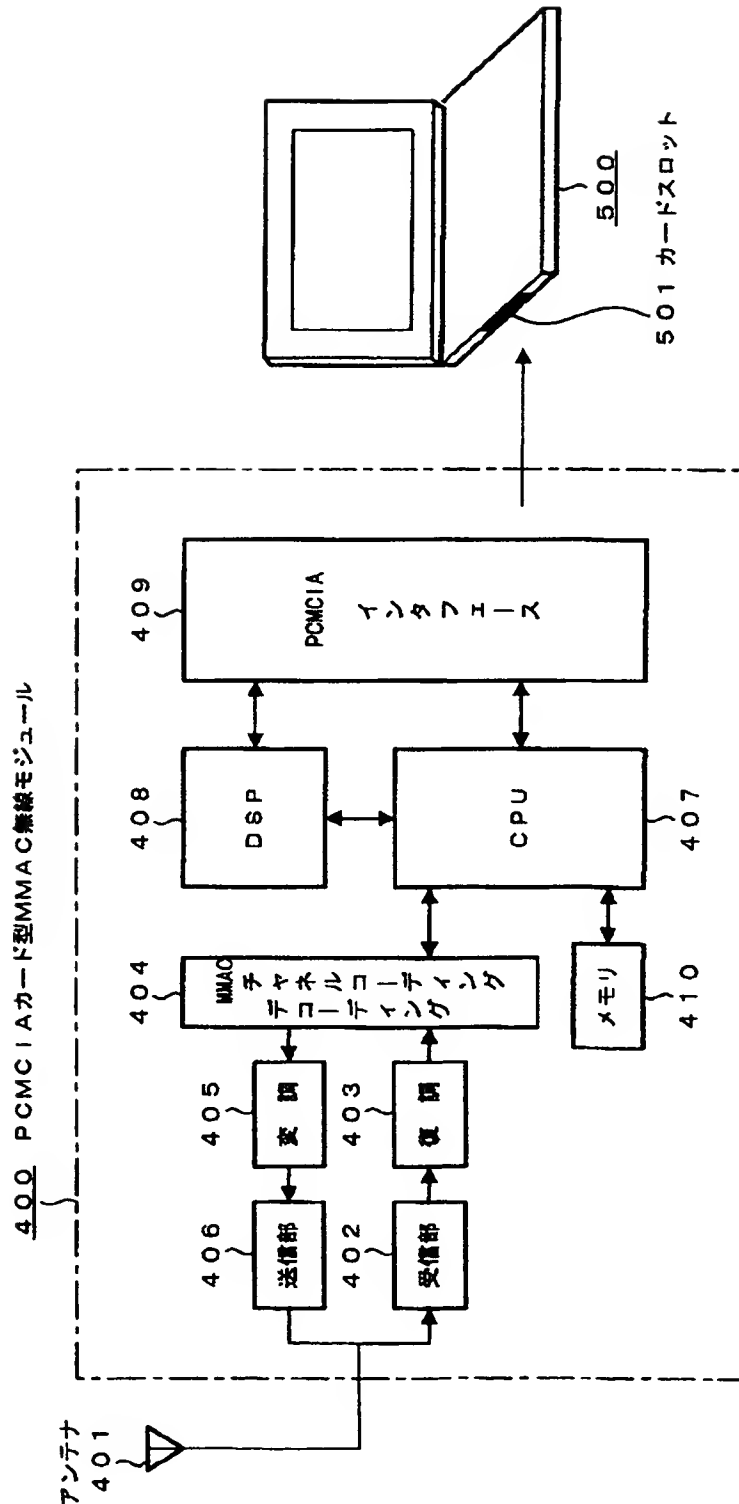 400 PCMCIAカード型MMAC無線モジュール
アンテナ
401
406
送信部
405
変調
404
MMAC
チャネルコーディング
デコーディング
402
受信部
403
復調
408
DSP
409
PCMCIA
インタフェース
CPU
407
メモリ
410
500
501 カードスロット